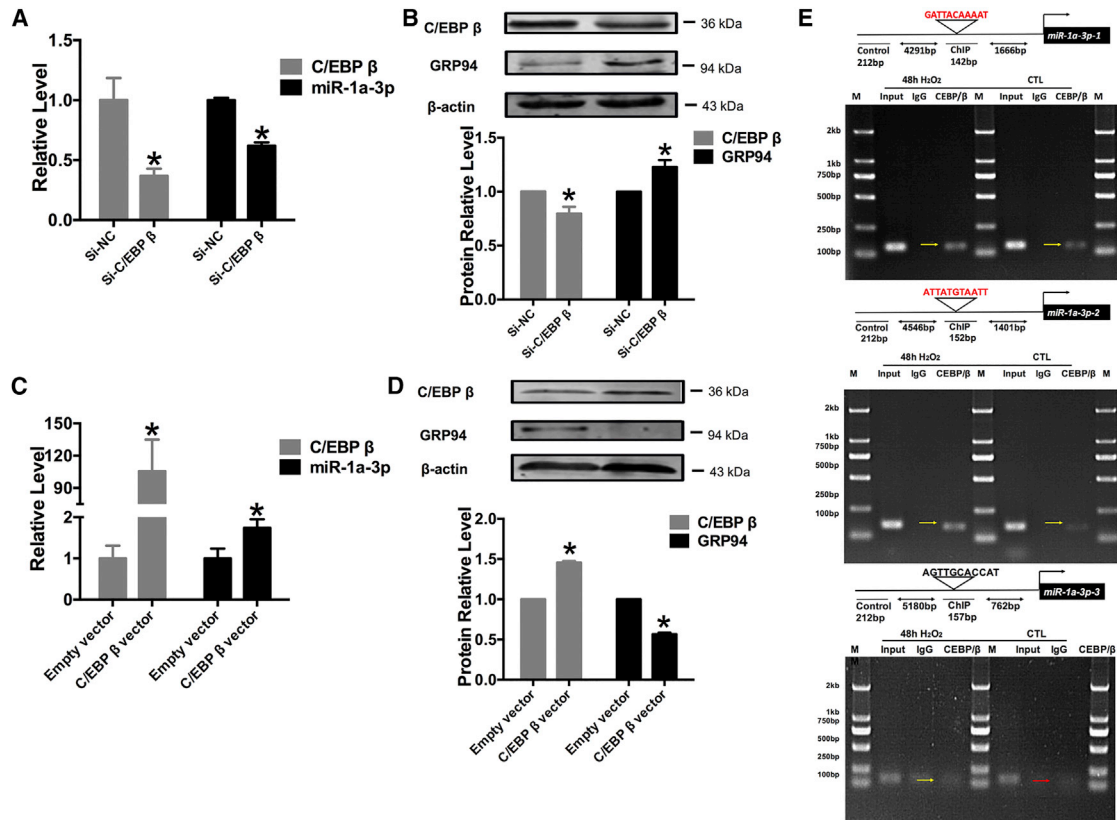 A
C/EBP β
miR-1a-3p
Relative Level
1.5
1.0
0.5
0.0
*
*
Si-NC
Si-C/EBP β
Si-NC
Si-C/EBP β
B
C/EBP β
36 kDa
GRP94
94 kDa
β-actin
43 kDa
C/EBP β
GRP94
Protein Relative Level
1.5
1.0
0.5
0.0
*
*
Si-NC
Si-C/EBP β
Si-NC
Si-C/EBP β
C
C/EBP β
miR-1a-3p
Relative Level
150
130
110
90
2
1
0
*
*
Empty vector
C/EBP β vector
Empty vector
C/EBP β vector
D
C/EBP β
36 kDa
GRP94
94 kDa
β-actin
43 kDa
C/EBP β
GRP94
Protein Relative Level
2.0
1.5
1.0
0.5
0.0
*
*
Empty vector
C/EBP β vector
Empty vector
C/EBP β vector
E
GATTACAAAAT
miR-1a-3p-1
Control 4291bp ChIP 1666bp
212bp 142bp
48h H₂O₂ CTL
M Input IgG CEBP/β M Input IgG CEBP/β M
2kb
1kb
750bp
500bp
250bp
100bp
ATTATGTAATT
miR-1a-3p-2
Control 4546bp ChIP 1401bp
212bp 152bp
48h H₂O₂ CTL
M Input IgG CEBP/β M Input IgG CEBP/β M
2kb
1kb
750bp
500bp
250bp
100bp
AGTTGCACCAT
miR-1a-3p-3
Control 5180bp ChIP 762bp
212bp 157bp
48h H₂O₂ CTL
M Input IgG CEBP/β M Input IgG CEBP/β
M
2kb
1kb
750bp
500bp
250bp
100bp